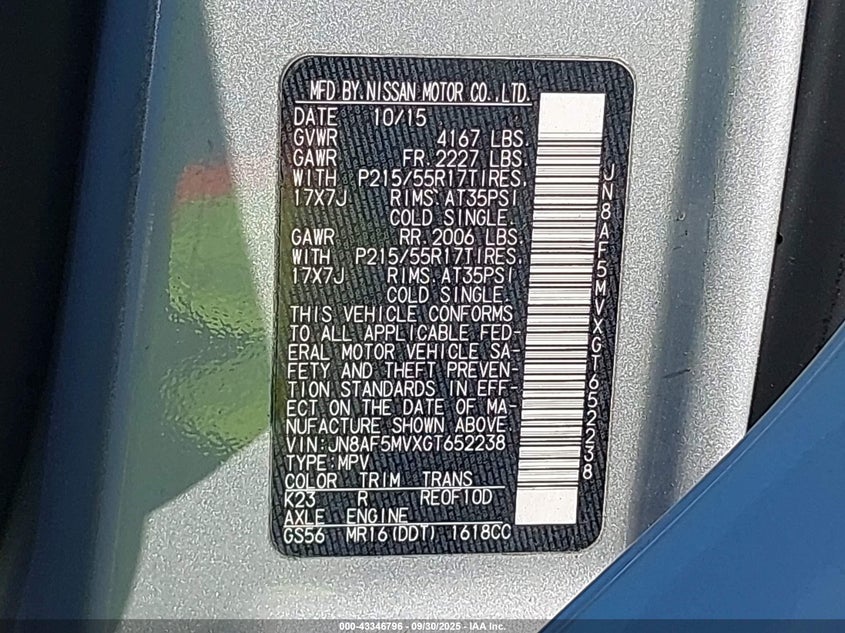 MFD BY NISSAN MOTOR CO.,LTD.
DATE 10/15
GVWR 4167 LBS.
GAWR FR. 2227 LBS.
WITH P215/55R17TIRES,
17X7J RIMS AT35PSI
COLD SINGLE.
GAWR RR. 2006 LBS.
WITH P215/55R17TIRES,
17X7J RIMS AT35PSI
COLD SINGLE.
THIS VEHICLE CONFORMS
TO ALL APPLICABLE FED-
ERAL MOTOR VEHICLE SA-
FETY AND THEFT PREVEN-
TION STANDARDS IN EFF-
ECT ON THE DATE OF MA-
NUFACTURE SHOWN ABOVE.
VIN:JN8AF5MVXGT652238
TYPE:MPV
COLOR TRIM TRANS
K23 R RE0F10D
AXLE ENGINE
GS56 MR16(DDT) 1618CC
JN8AF5MVXGT652238
000-43346796 - 09/30/2025 - IAA Inc.